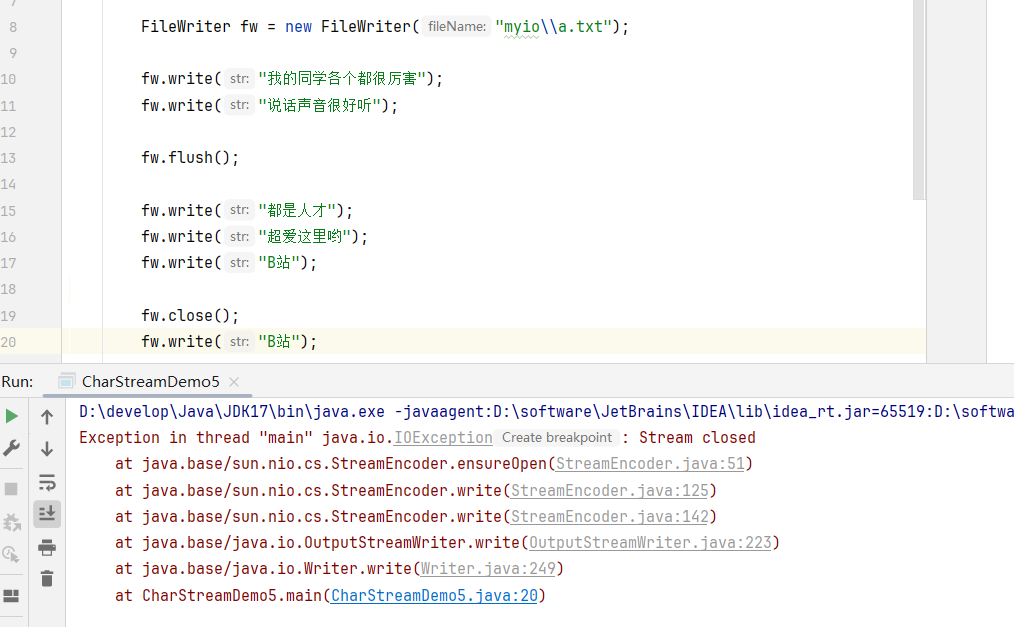 8 FileWriter fw = new FileWriter( fileName: "myio\\a.txt");
9
10 fw.write( str: "我的同学各个都很厉害");
11 fw.write( str: "说话声音很好听");
12
13 fw.flush();
14
15 fw.write( str: "都是人才");
16 fw.write( str: "超爱这里哟");
17 fw.write( str: "B站");
18
19 fw.close();
20 fw.write( str: "B站");
Run: CharStreamDemo5 ×
D:\develop\Java\JDK17\bin\java.exe -javaagent:D:\software\JetBrains\IDEA\lib\idea_rt.jar=65519:D:\softwa
Exception in thread "main" java.io.IOException Create breakpoint : Stream closed
at java.base/sun.nio.cs.StreamEncoder.ensureOpen(StreamEncoder.java:51)
at java.base/sun.nio.cs.StreamEncoder.write(StreamEncoder.java:125)
at java.base/sun.nio.cs.StreamEncoder.write(StreamEncoder.java:142)
at java.base/java.io.OutputStreamWriter.write(OutputStreamWriter.java:223)
at java.base/java.io.Writer.write(Writer.java:249)
at CharStreamDemo5.main(CharStreamDemo5.java:20)